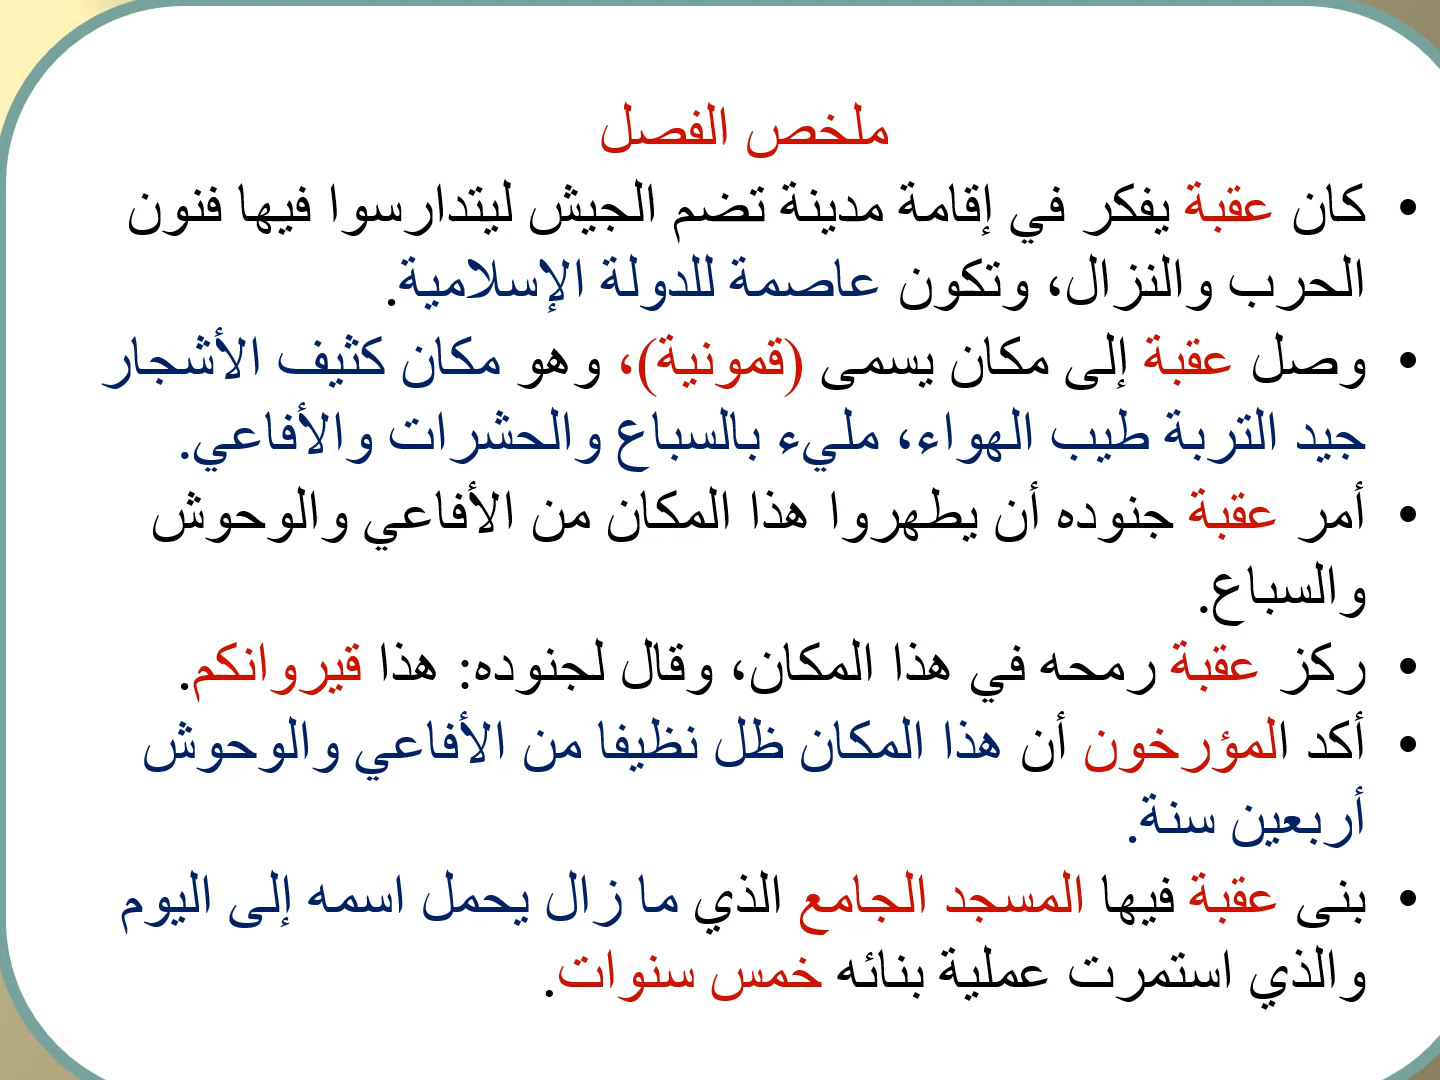 ملخص الفصل
• كان عقبة يفكر في إقامة مدينة تضم الجيش ليتدارسوا فيها فنون
الحرب والنزال، وتكون عاصمة للدولة الإسلامية.
• وصل عقبة إلى مكان يسمى (قمونية)، وهو مكان كثيف الأشجار
جيد التربة طيب الهواء، مليء بالسباع والحشرات والأفاعي.
• أمر عقبة جنوده أن يطهروا هذا المكان من الأفاعي والوحوش
والسباع.
• ركز عقبة رمحه في هذا المكان، وقال لجنوده: هذا قيروانكم.
• أكد المؤرخون أن هذا المكان ظل نظيفا من الأفاعي والوحوش
أربعين سنة.
• بنى عقبة فيها المسجد الجامع الذي ما زال يحمل اسمه إلى اليوم
والذي استمرت عملية بنائه خمس سنوات.